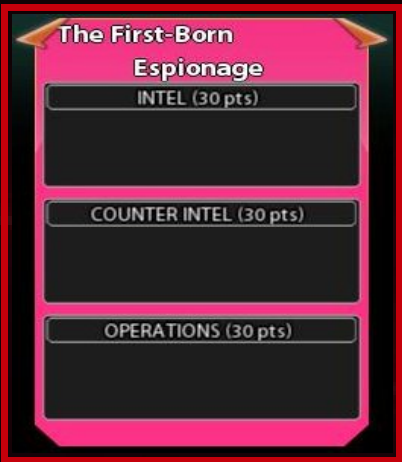 The First-Born
Espionage
INTEL (30 pts)
COUNTER INTEL (30 pts)
OPERATIONS (30 pts)